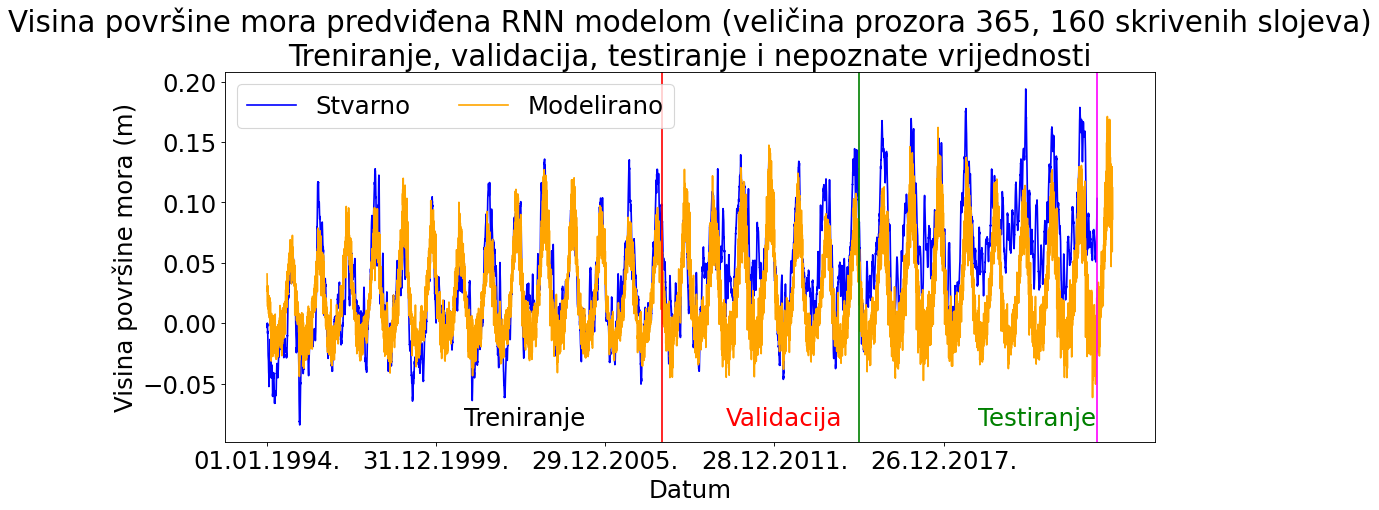 Visina površine mora predviđena RNN modelom (veličina prozora 365, 160 skrivenih slojeva)
Treniranje, validacija, testiranje i nepoznate vrijednosti
Visina površine mora (m)
0.20
0.15
0.10
0.05
0.00
−0.05
Stvarno Modelirano
Treniranje Validacija Testiranje
01.01.1994. 31.12.1999. 29.12.2005. 28.12.2011. 26.12.2017.
Datum